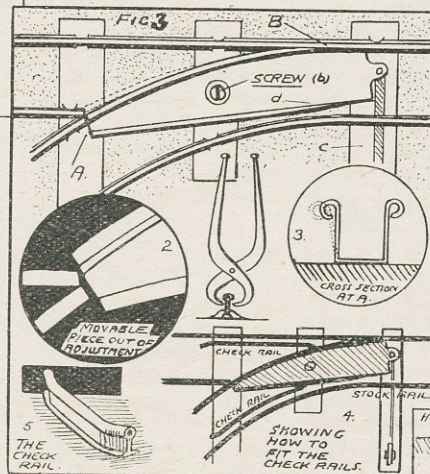 FIG 3
B
SCREW (b)
d
A.
C
2
MOVABLE
PIECE OUT OF
ADJUSTMENT
3.
CROSS SECTION
AT A.
CHECK RAIL
CHECK RAIL
STOCK RAIL
4.
SHOWING
HOW TO
FIT THE
CHECK RAILS.
5
THE
CHECK
RAIL.
H